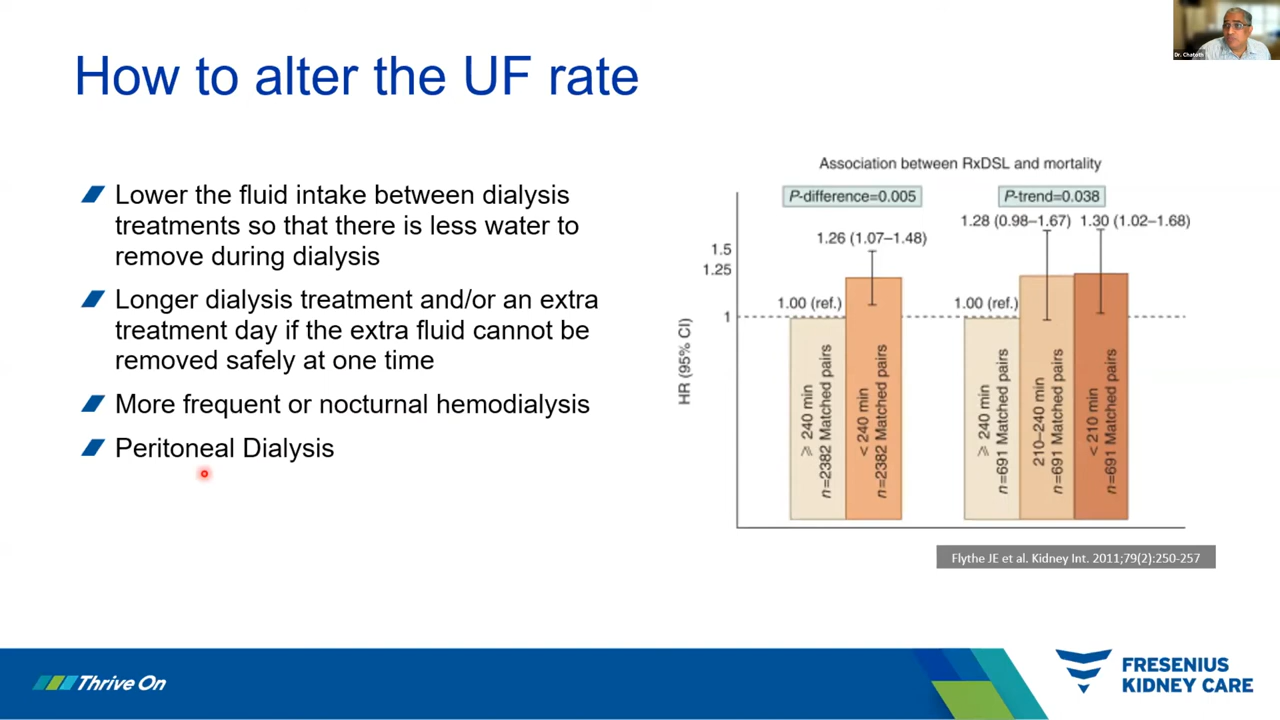 Dr. Chatoth
How to alter the UF rate
Lower the fluid intake between dialysis
treatments so that there is less water to
remove during dialysis
Longer dialysis treatment and/or an extra
treatment day if the extra fluid cannot be
removed safely at one time
More frequent or nocturnal hemodialysis
Peritoneal Dialysis
Association between RxDSL and mortality
P-difference=0.005
P-trend=0.038
1.26 (1.07–1.48)
1.28 (0.98–1.67)
1.30 (1.02–1.68)
1.00 (ref.)
1.00 (ref.)
1.5
1.25
1
HR (95% CI)
⩾ 240 min
n=2382 Matched pairs
< 240 min
n=2382 Matched pairs
⩾ 240 min
n=691 Matched pairs
210–240 min
n=691 Matched pairs
< 210 min
n=691 Matched pairs
Flythe JE et al. Kidney Int. 2011;79(2):250-257
Thrive On
FRESENIUS
KIDNEY CARE